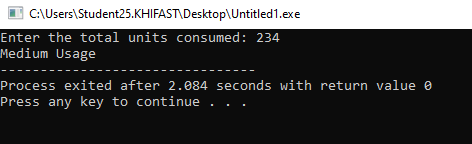 C:\Users\Student25.KHIFAST\Desktop\Untitled1.exe
Enter the total units consumed: 234
Medium Usage
--------------------------------
Process exited after 2.084 seconds with return value 0
Press any key to continue . . .